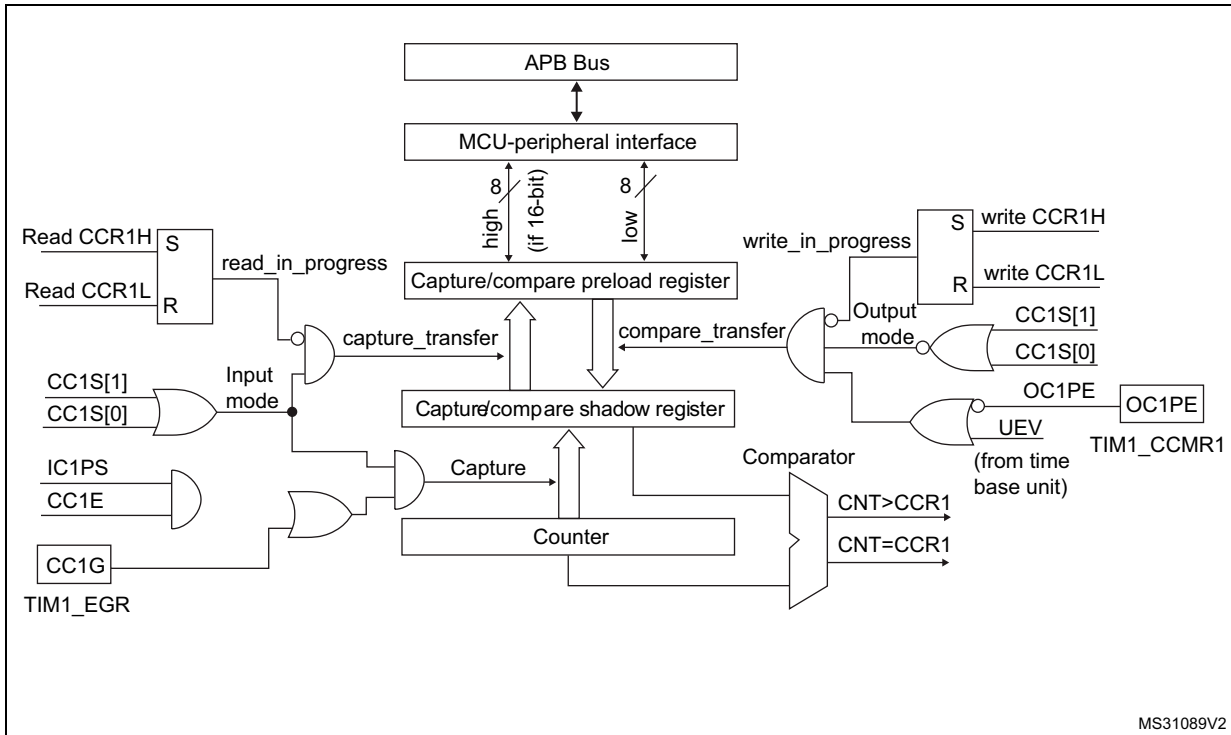 APB Bus
MCU-peripheral interface
8
high
(if 16-bit)
8
low
Read CCR1H
S
read_in_progress
Read CCR1L
R
write_in_progress
S
write CCR1H
R
write CCR1L
Capture/compare preload register
capture_transfer
compare_transfer
Output
mode
CC1S[1]
CC1S[0]
CC1S[1]
CC1S[0]
Input
mode
Capture/compare shadow register
OC1PE
OC1PE
UEV
TIM1_CCMR1
(from time
base unit)
IC1PS
CC1E
Capture
Comparator
CNT>CCR1
CNT=CCR1
Counter
CC1G
TIM1_EGR
MS31089V2